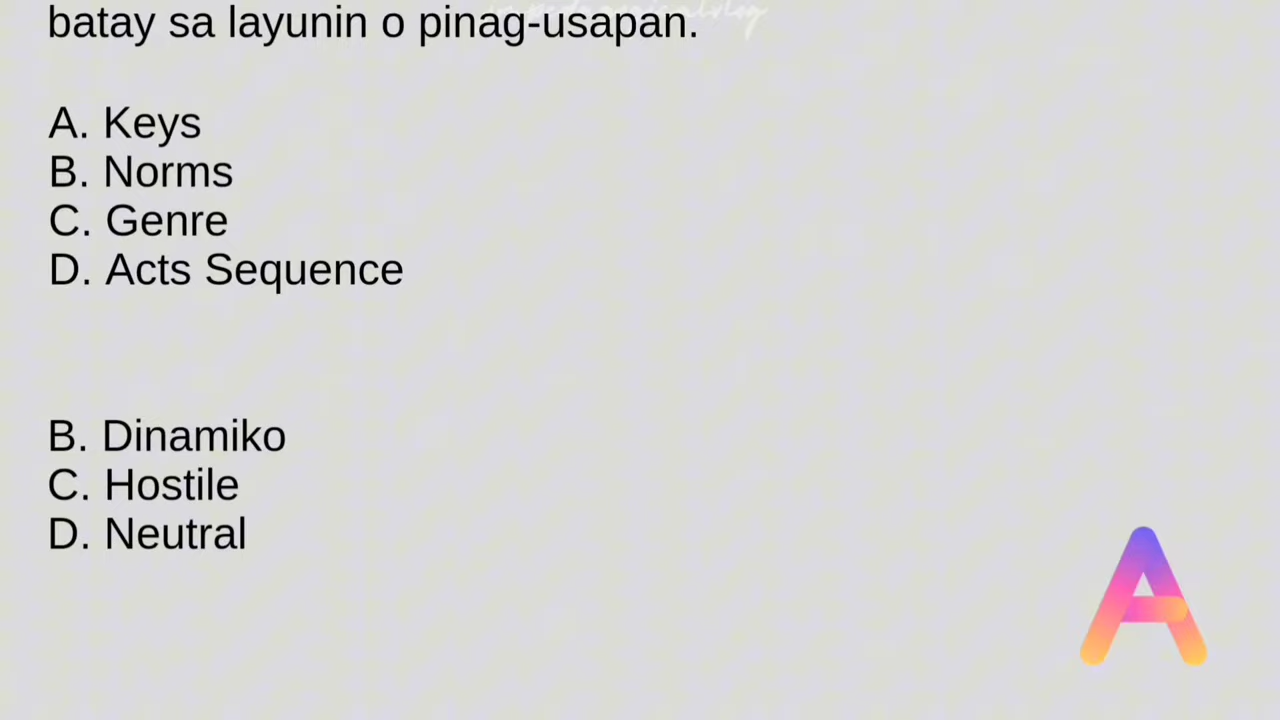 batay sa layunin o pinag-usapan.
A. Keys
B. Norms
C. Genre
D. Acts Sequence
B. Dinamiko
C. Hostile
D. Neutral